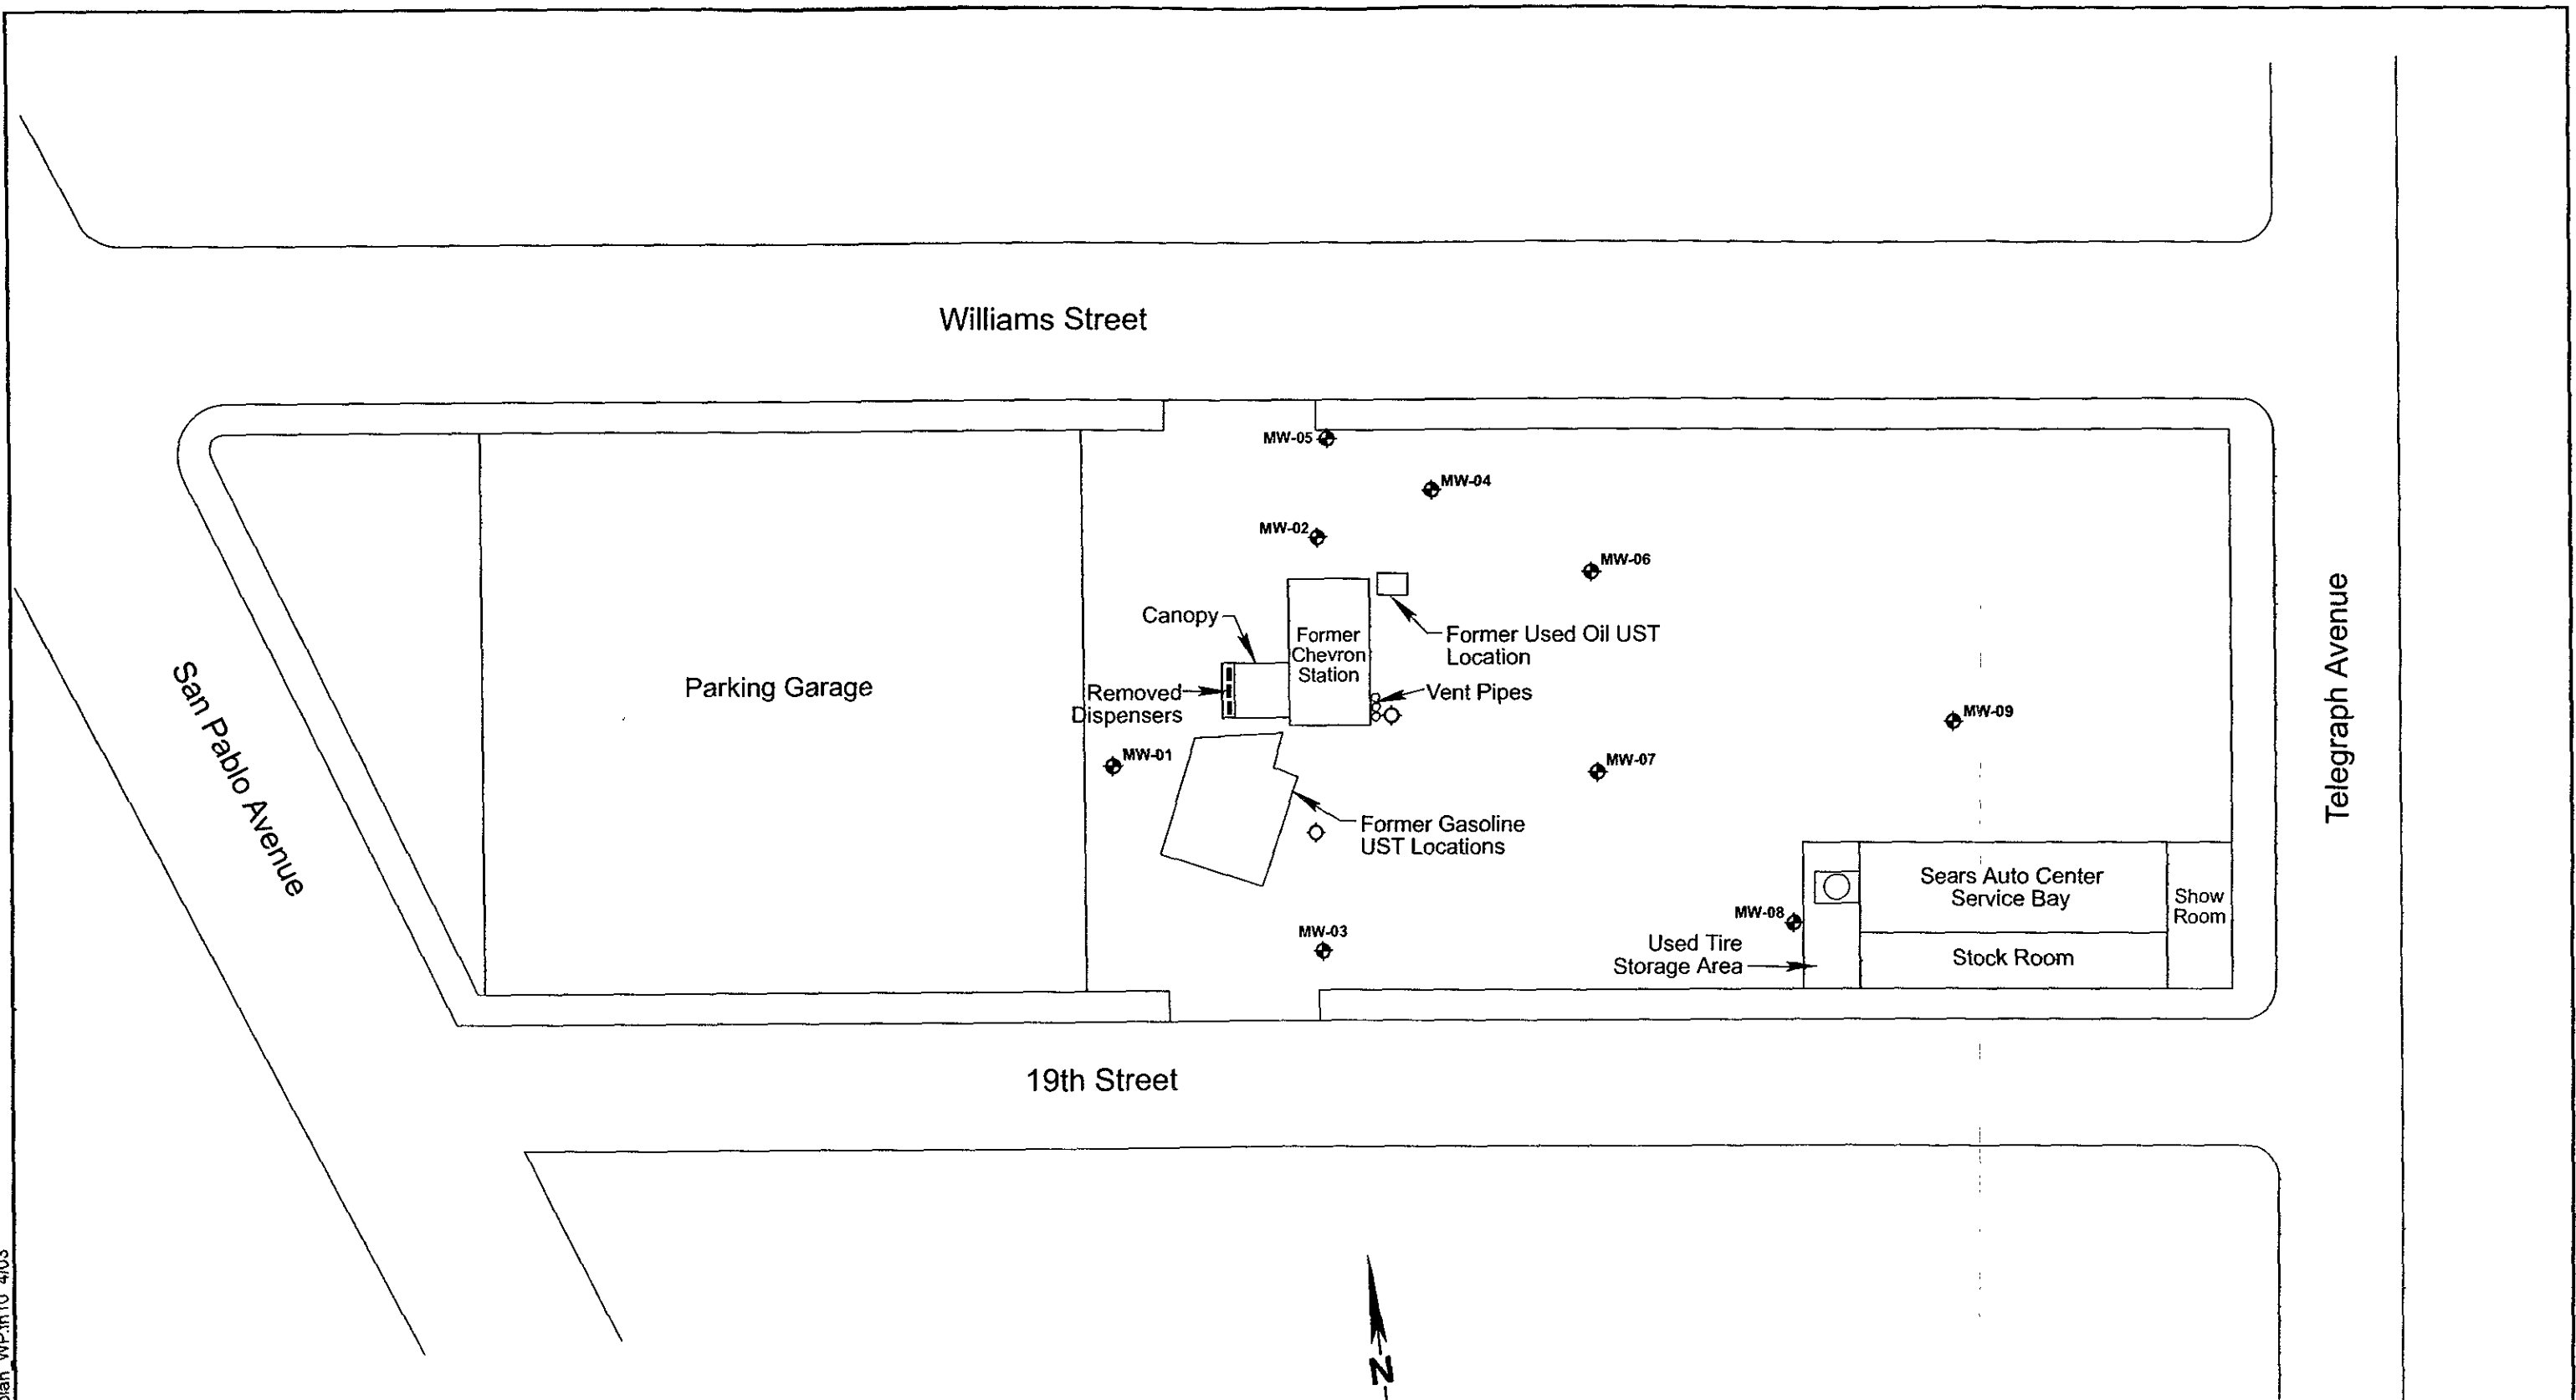 Williams Street
MW-05
MW-04
MW-02
MW-06
Canopy
Former
Chevron
Station
Former Used Oil UST
Location
Parking Garage
Removed
Dispensers
Vent Pipes
MW-09
MW-01
MW-07
Former Gasoline
UST Locations
San Pablo Avenue
Telegraph Avenue
Sears Auto Center
Service Bay
Show
Room
MW-08
MW-03
Used Tire
Storage Area
Stock Room
19th Street
N
4/03